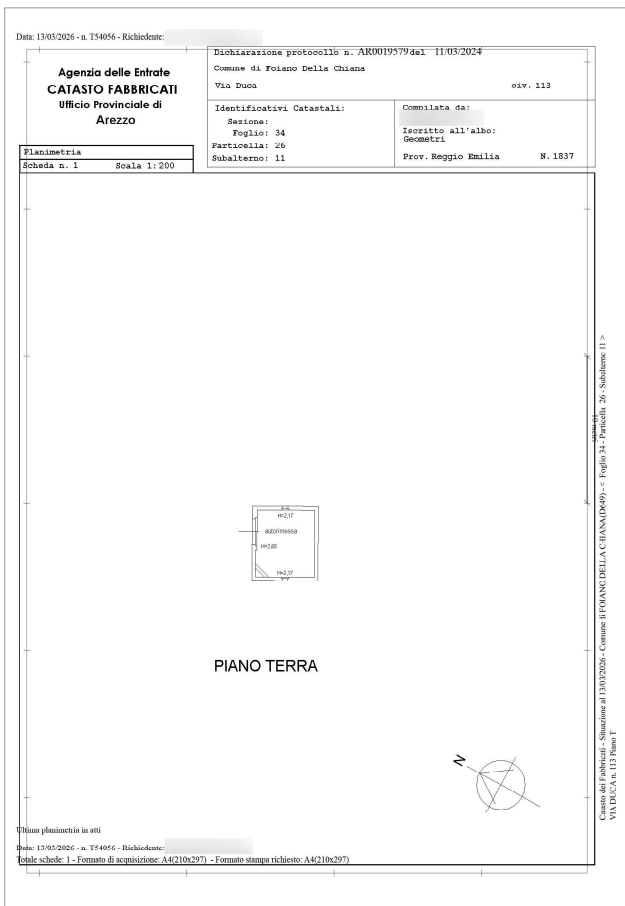 Data: 13/03/2026 - n. T54056 - Richiedente:
Agenzia delle Entrate
CATASTO FABBRICATI
Ufficio Provinciale di
Arezzo
Dichiarazione protocollo n. AR0019579 del 11/03/2024
Comune di Foiano Della Chiana
Via Duca civ. 113
Identificativi Catastali:
Sezione:
Foglio: 34
Particella: 26
Subalterno: 11
Compilata da:
Iscritto all'albo:
Geometri
Prov. Reggio Emilia N. 1837
Planimetria
Scheda n. 1 Scala 1:200
H=2,17
autorimessa
H=2,65
H=2,17
PIANO TERRA
N
10 metri
Catasto dei Fabbricati - Situazione al 13/03/2026 - Comune di FOIANO DELLA CHIANA(D649) - < Foglio 34 - Particella 26 - Subalterno 11 >
VIA DUCA n. 113 Piano T
Ultima planimetria in atti
Data: 13/03/2026 - n. T54056 - Richiedente:
Totale schede: 1 - Formato di acquisizione: A4(210x297) - Formato stampa richiesto: A4(210x297)